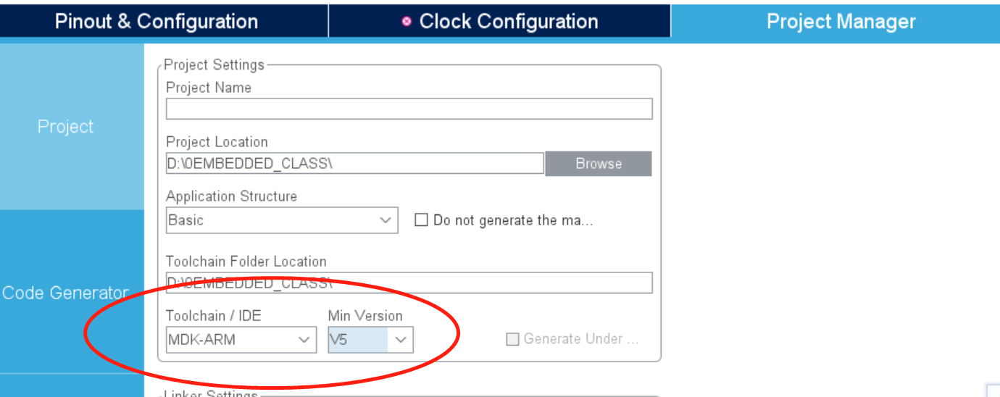 Pinout & Configuration
Clock Configuration
Project Manager
Project
Code Generator
Project Settings
Project Name
Project Location
D:\0EMBEDDED_CLASS\
Browse
Application Structure
Basic
Do not generate the ma...
Toolchain Folder Location
D:\0EMBEDDED_CLASS\
Toolchain / IDE
Min Version
MDK-ARM
V5
Generate Under ...
Linker Settings